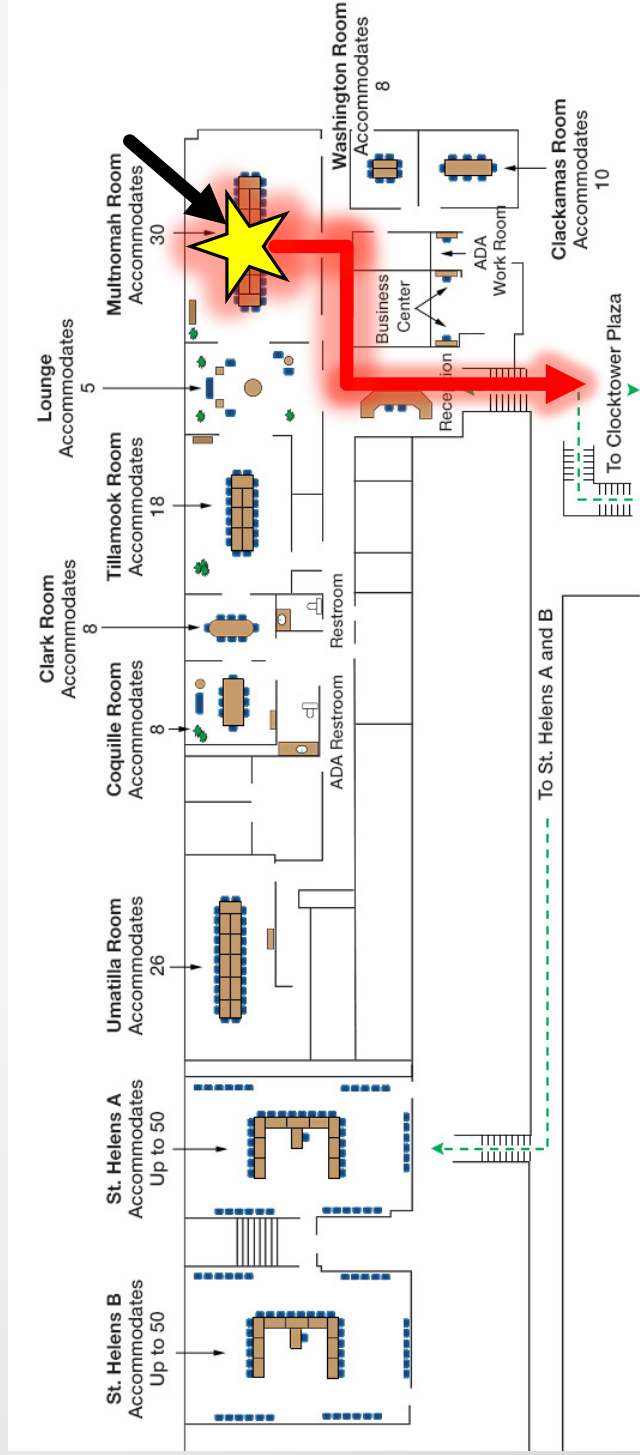 Washington Room
Accommodates
8
Multnomah Room
Accommodates
30
Clackamas Room
Accommodates
10
ADA
Work Room
Business
Center
Lounge
Accommodates
5
Reception
To Clocktower Plaza
Tillamook Room
Accommodates
18
Clark Room
Accommodates
8
Restroom
Coquille Room
Accommodates
8
ADA Restroom
To St. Helens A and B
Umatilla Room
Accommodates
26
St. Helens A
Accommodates
Up to 50
St. Helens B
Accommodates
Up to 50